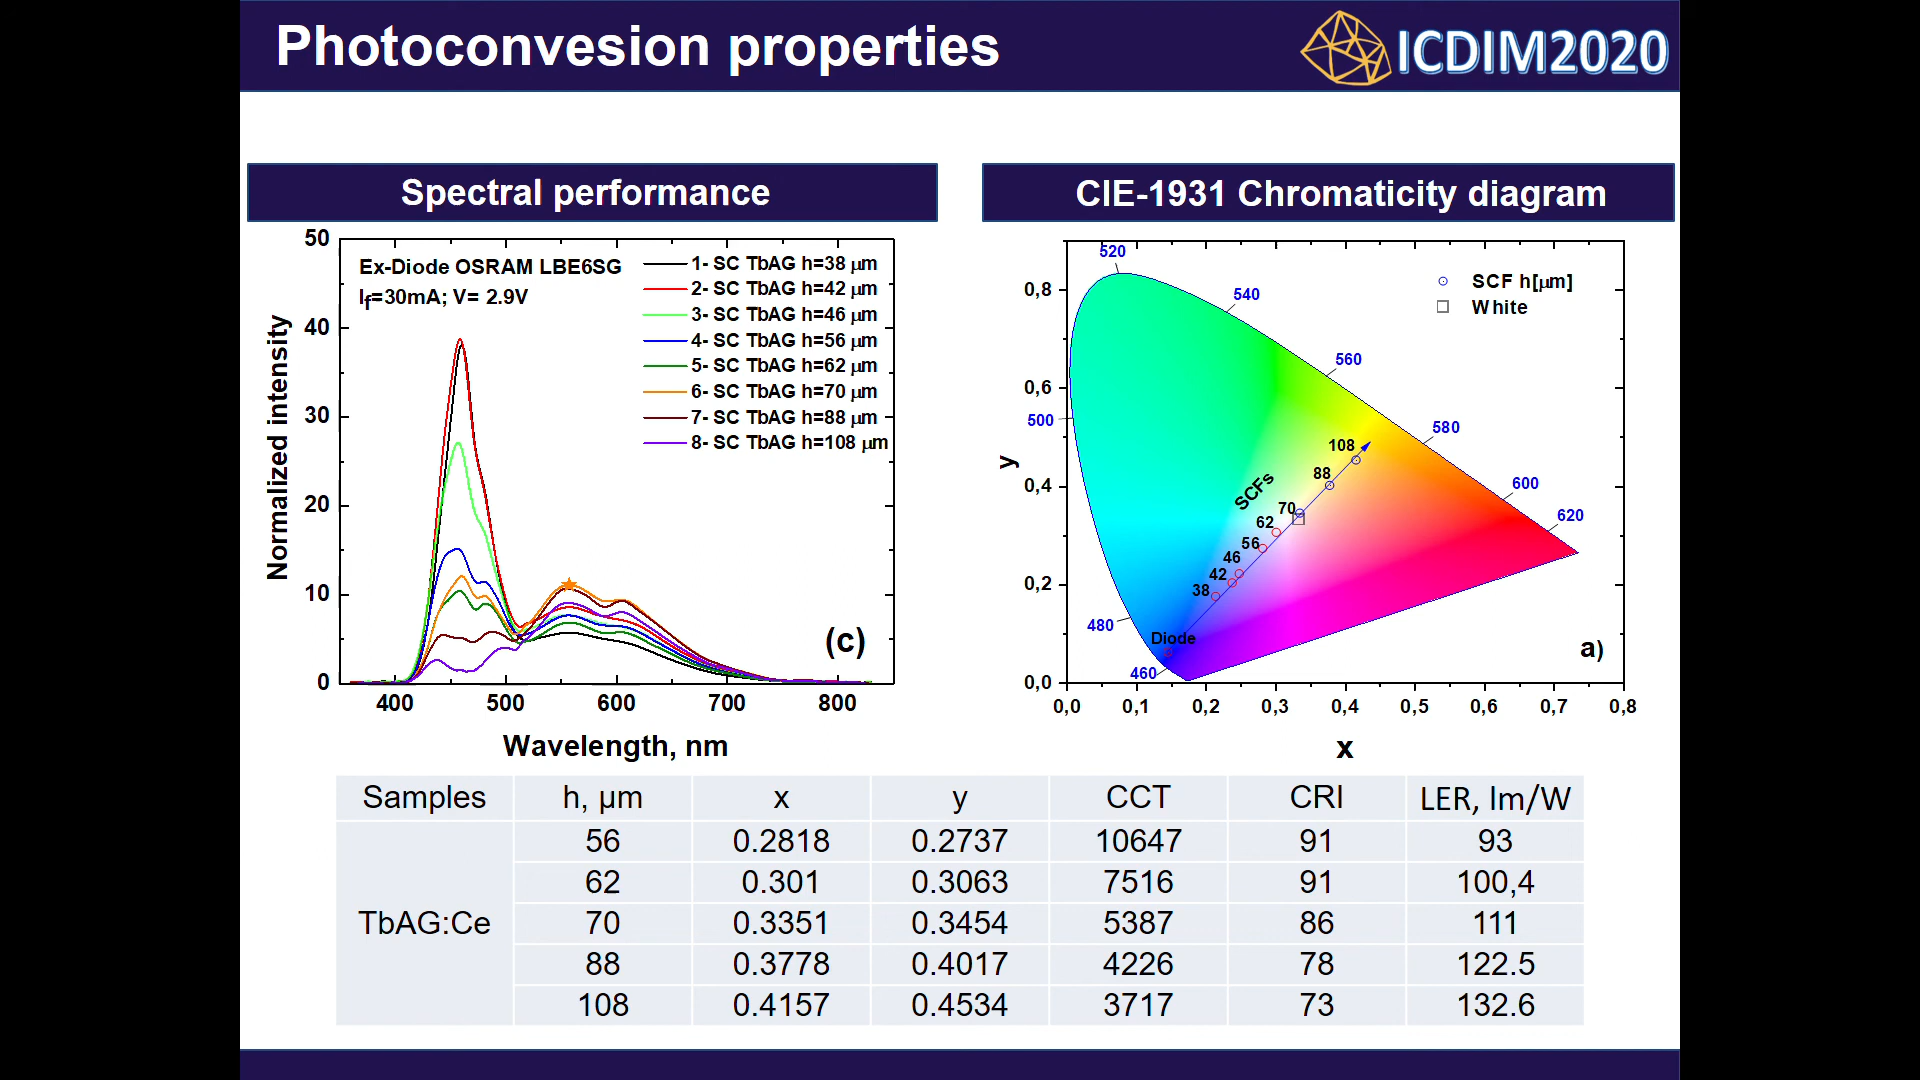 Photoconvesion properties
ICDIM2020
Spectral performance
Normalized intensity
50
40
30
20
10
0
Ex-Diode OSRAM LBE6SG
If=30mA; V= 2.9V
1- SC TbAG h=38 μm
2- SC TbAG h=42 μm
3- SC TbAG h=46 μm
4- SC TbAG h=56 μm
5- SC TbAG h=62 μm
6- SC TbAG h=70 μm
7- SC TbAG h=88 μm
8- SC TbAG h=108 μm
(c)
400 500 600 700 800
Wavelength, nm
CIE-1931 Chromaticity diagram
y
0,8
0,6
0,4
0,2
0,0
520
540
560
500
580
600
620
480
460
SCF h[μm]
White
108
88
SCFs
70
62
56
46
42
38
Diode
a)
0,0 0,1 0,2 0,3 0,4 0,5 0,6 0,7 0,8
x
Samples h, μm x y CCT CRI LER, lm/W
56 0.2818 0.2737 10647 91 93
62 0.301 0.3063 7516 91 100,4
TbAG:Ce 70 0.3351 0.3454 5387 86 111
88 0.3778 0.4017 4226 78 122.5
108 0.4157 0.4534 3717 73 132.6